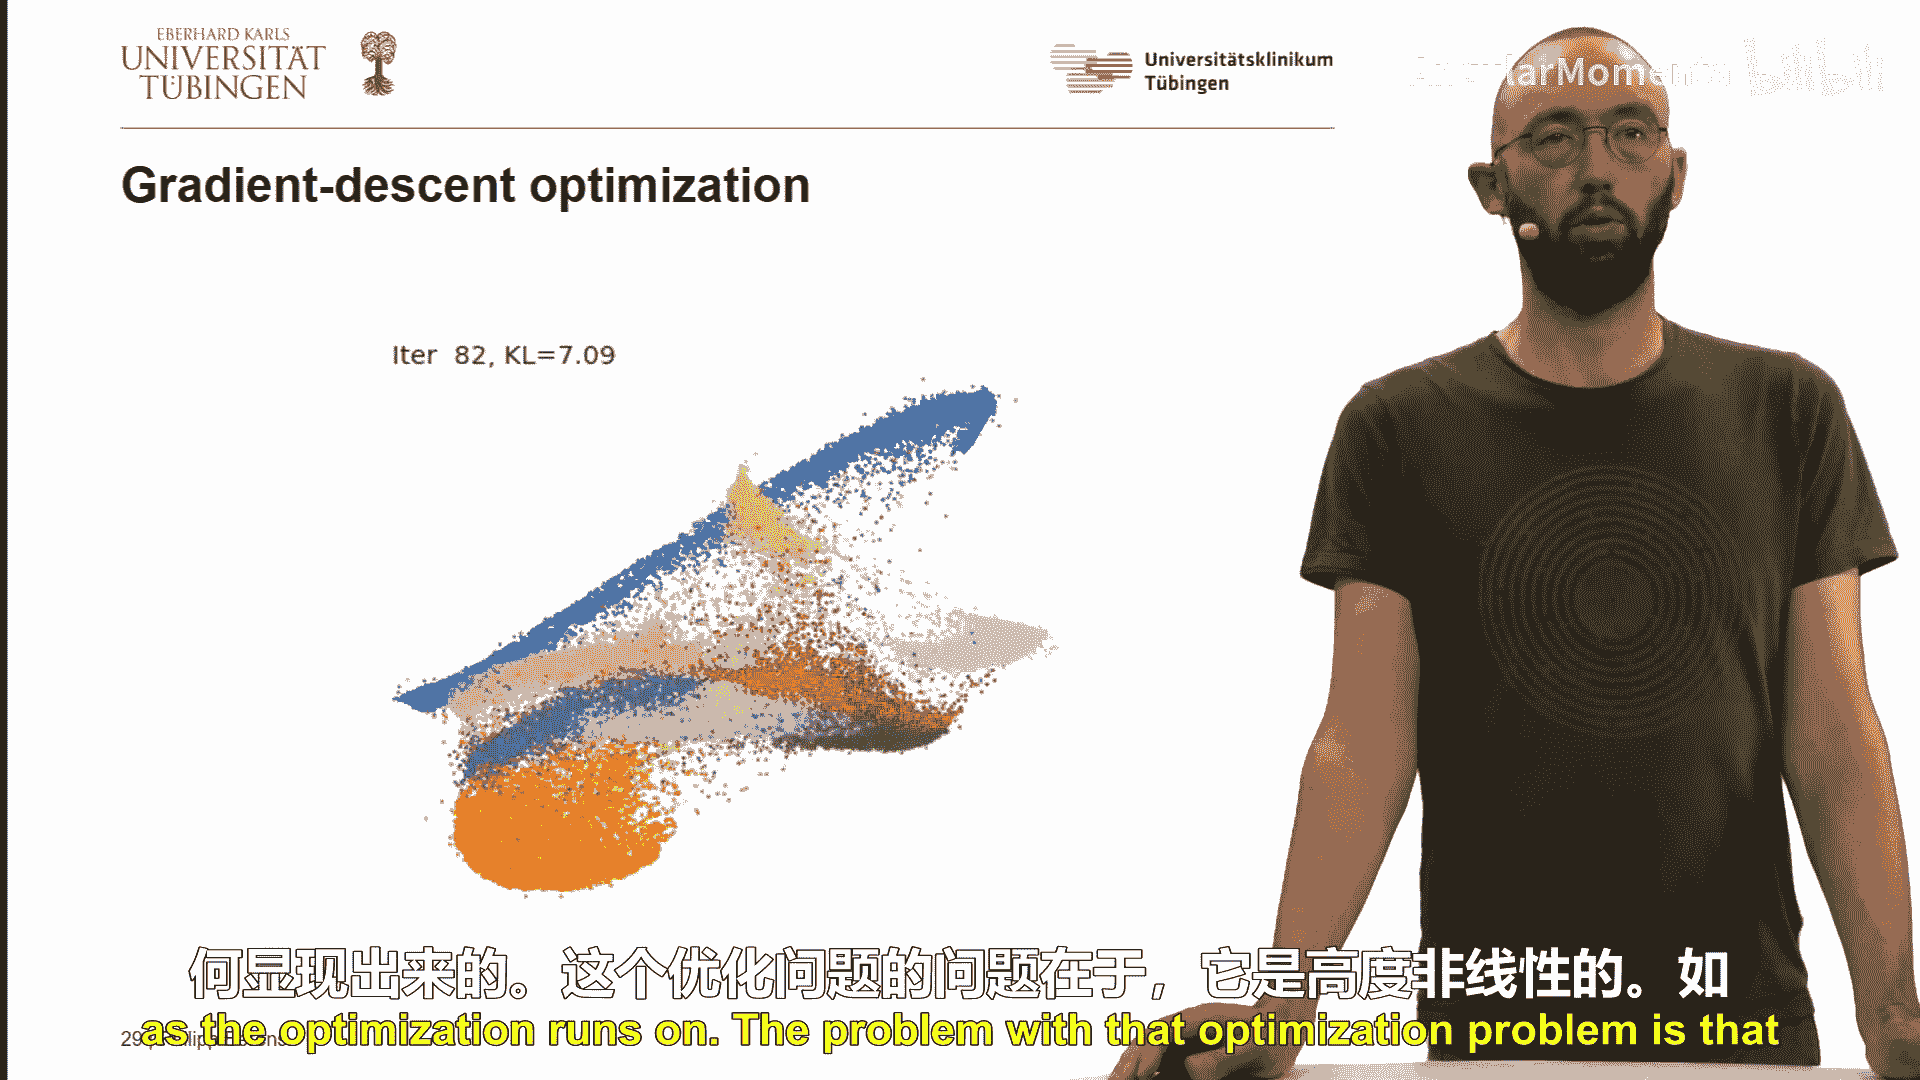 EBERHARD KARLS
UNIVERSITÄT
TÜBINGEN
Universitätsklinikum
Tübingen
Gradient-descent optimization
Iter 82, KL=7.09
何显现出来的。这个优化问题的问题在于，它是高度非线性的。如
as the optimization runs on. The problem with that optimization problem is that
29